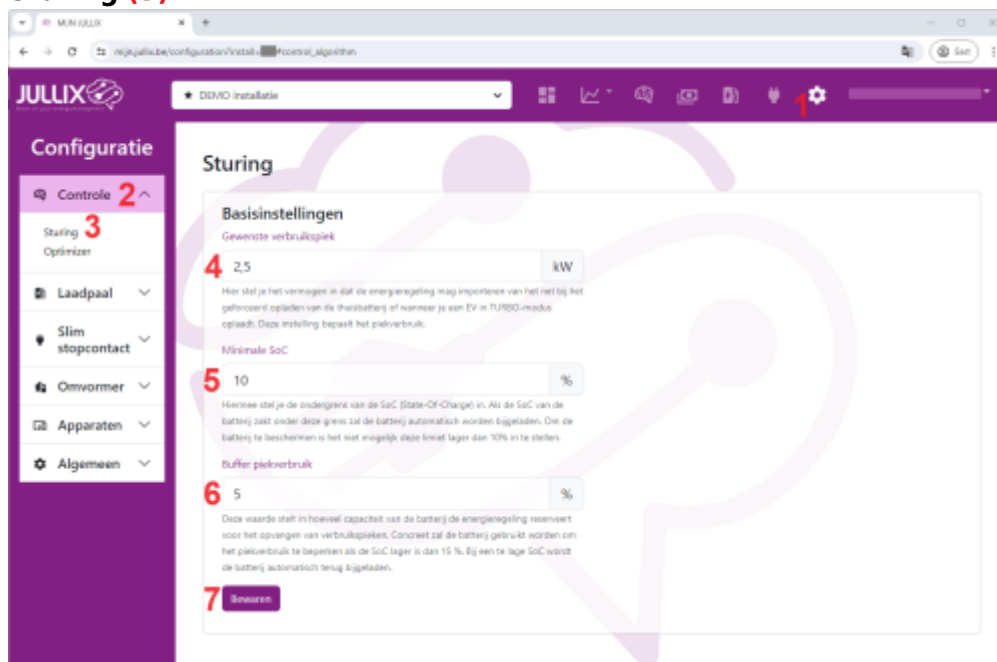 Sturing (3)
MIJN JULLIX
mijn.jullix.be/configuration?install= #control_algorithm
Gast
JULLIX
DEMO installatie
1
Configuratie
Controle 2
Sturing 3
Optimizer
Laadpaal
Slim stopcontact
Omvormer
Apparaten
Algemeen
Sturing
Basisinstellingen
Gewenste verbruikspiek
4 2,5 kW
Hier stel je het vermogen in dat de energieregeling mag importeren van het net bij het
geforceerd opladen van de thuisbatterij of wanneer je een EV in TURBO-modus
oplaadt. Deze instelling bepaalt het piekverbruik.
Minimale SoC
5 10 %
Hiermee stel je de ondergrens van de SoC (State-Of-Charge) in. Als de SoC van de
batterij zakt onder deze grens zal de batterij automatisch worden bijgeladen. Om de
batterij te beschermen is het niet mogelijk deze limiet lager dan 10% in te stellen.
Buffer piekverbruik
6 5 %
Deze waarde stelt in hoeveel capaciteit van de batterij de energieregeling reserveert
voor het opvangen van verbruikspieken. Concreet zal de batterij gebruikt worden om
het piekverbruik te beperken als de SoC lager is dan 15 %. Bij een te lage SoC wordt
de batterij automatisch terug bijgeladen.
7 Bewaren